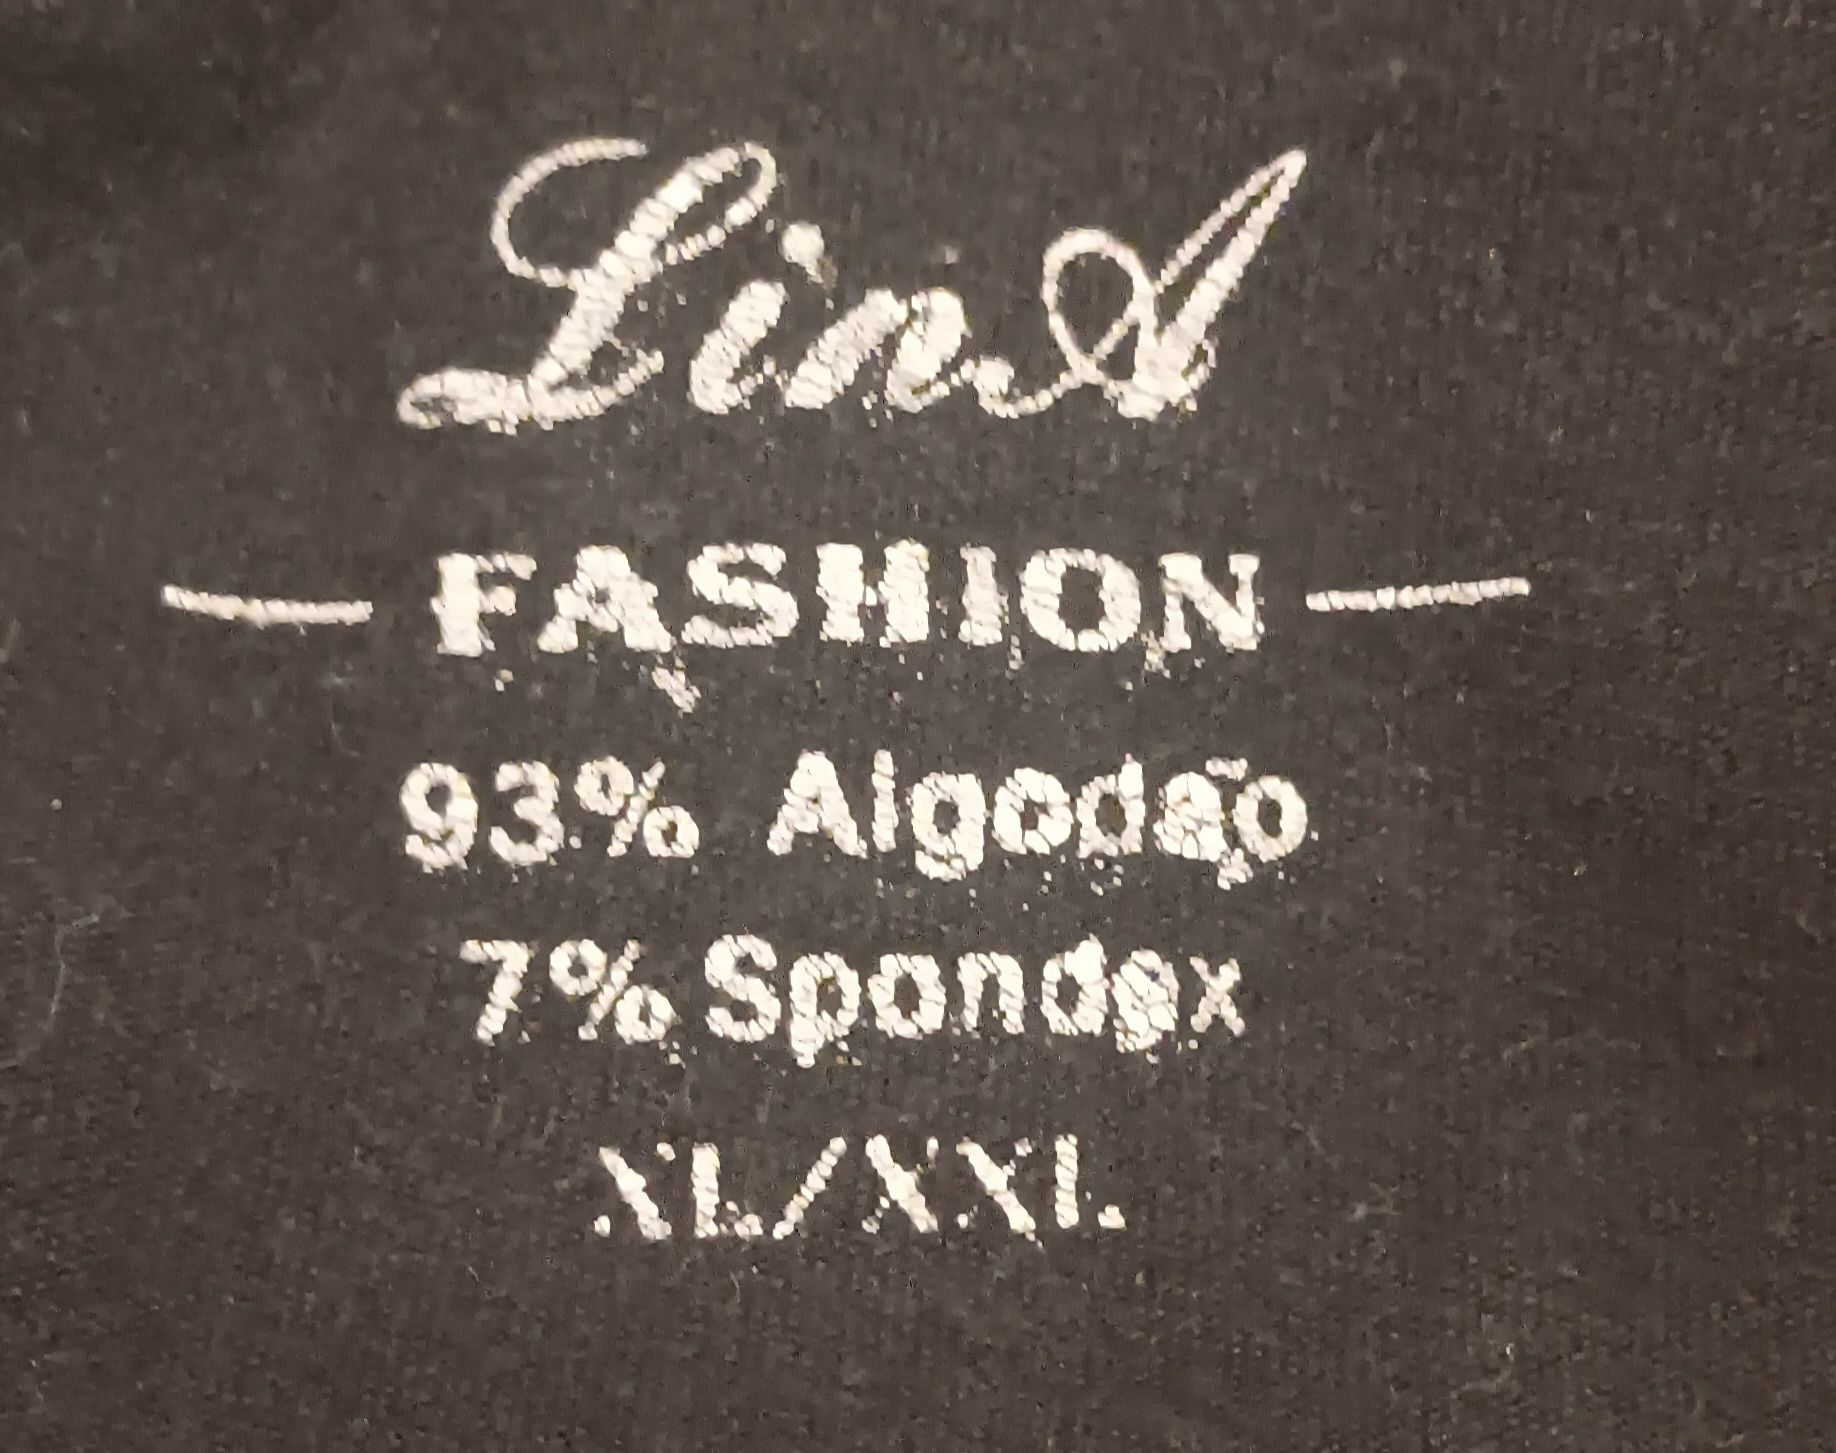 LinA
— FASHION —
93% Algodão
7% Spandex
XL/XXL